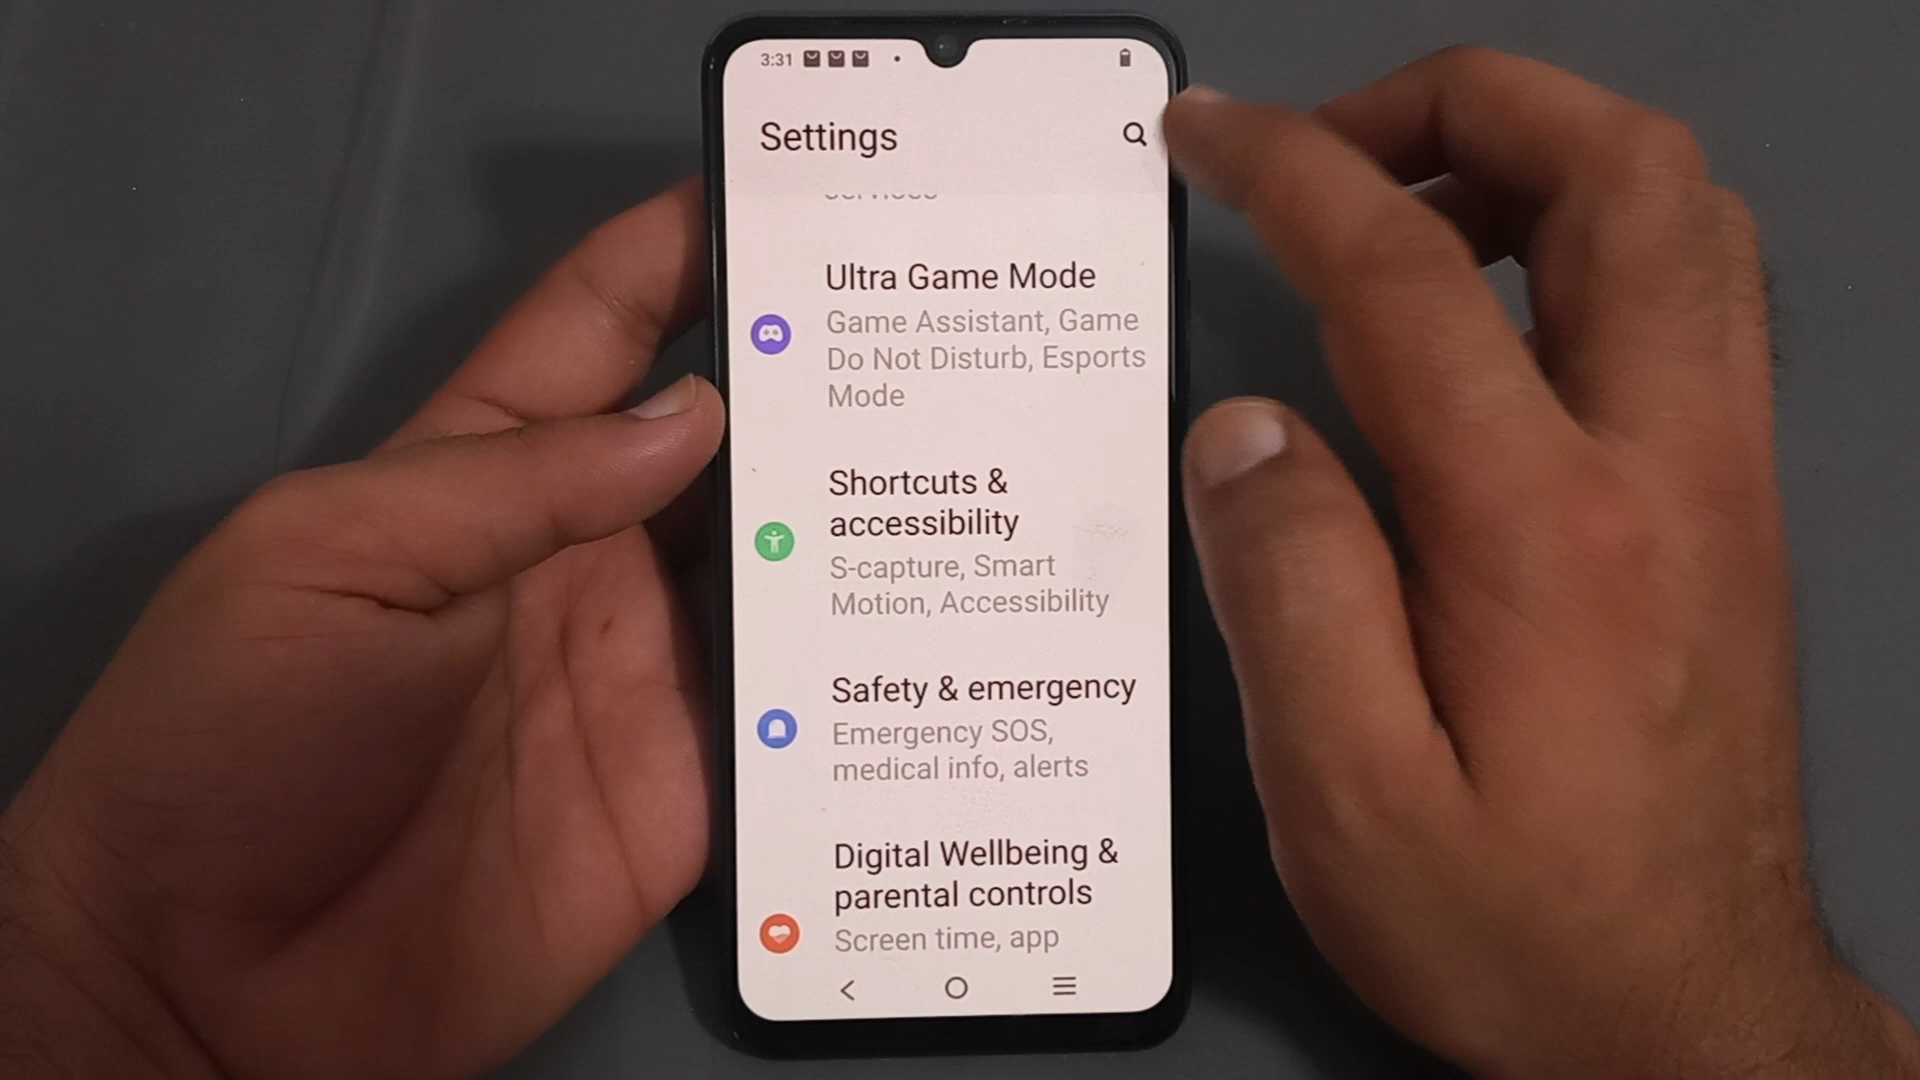 3:31
Settings
Ultra Game Mode
Game Assistant, Game
Do Not Disturb, Esports
Mode
Shortcuts &
accessibility
S-capture, Smart
Motion, Accessibility
Safety & emergency
Emergency SOS,
medical info, alerts
Digital Wellbeing &
parental controls
Screen time, app